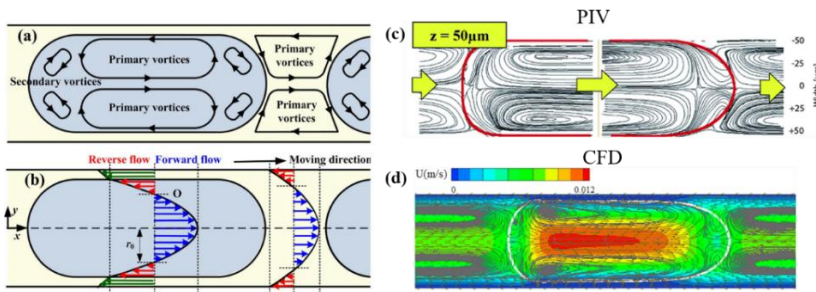 (a)
Primary vortices
Primary
vortices
Secondary vortices
Primary vortices
Primary
vortices
Reverse flow Forward flow Moving direction
(b)
O
y
x
r₀
PIV
(c)
z = 50µm
-50
-25
0
+25
+50
CFD
(d)
U(m/s)
0
0.012